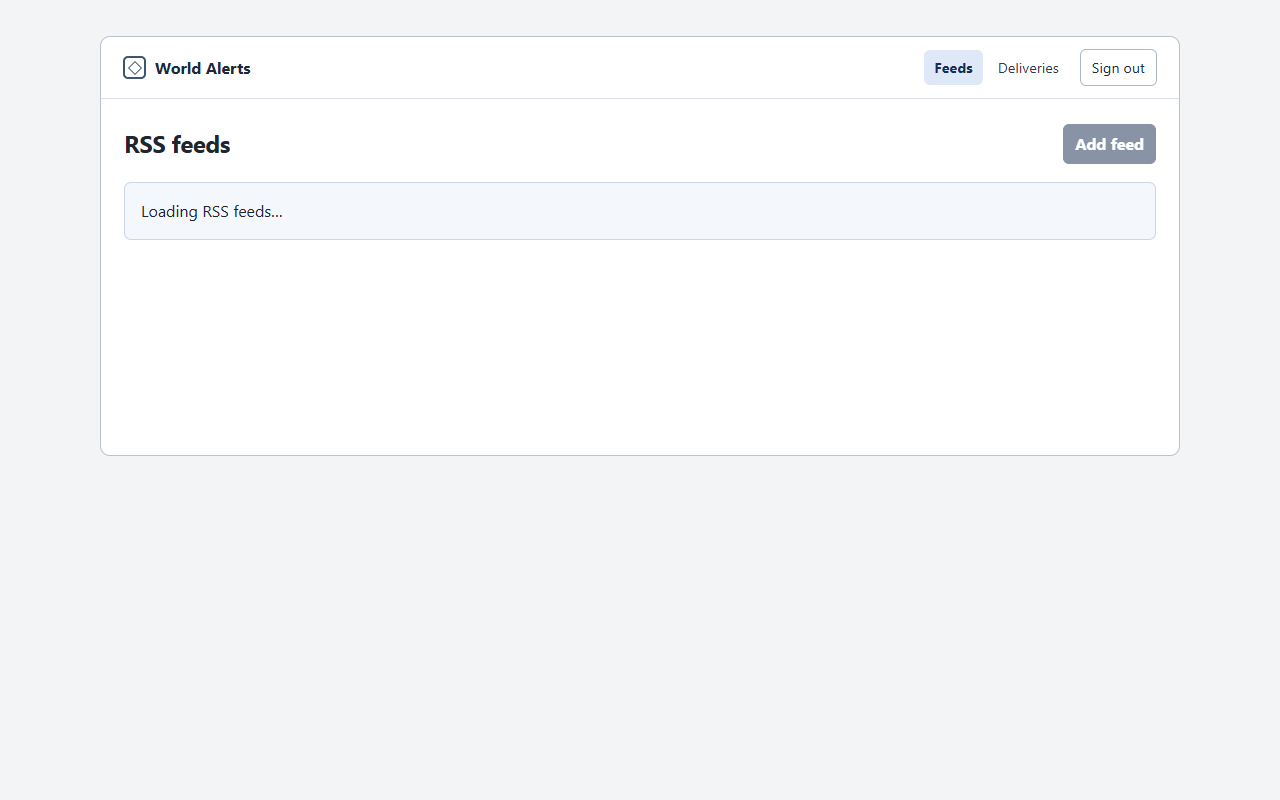 World Alerts
Feeds
Deliveries
Sign out
RSS feeds
Add feed
Loading RSS feeds...